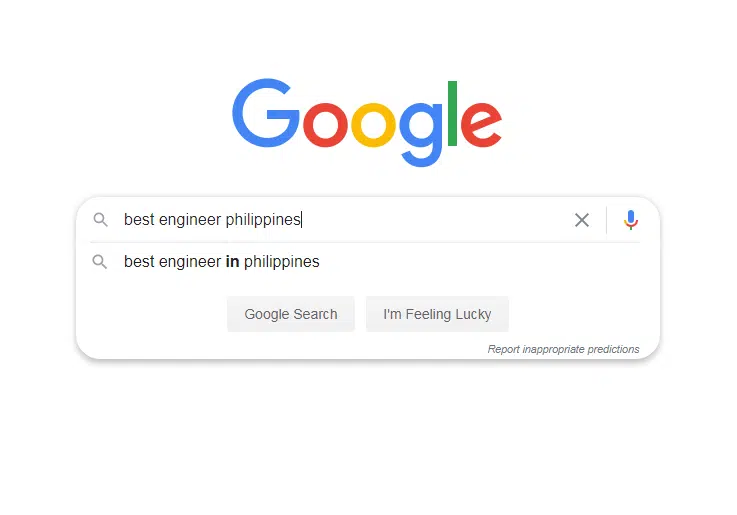 Google
best engineer philippines
best engineer in philippines
Google Search I'm Feeling Lucky
Report inappropriate predictions